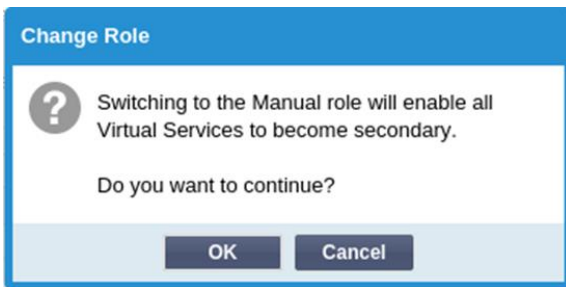 Change Role
Switching to the Manual role will enable all
Virtual Services to become secondary.
Do you want to continue?
OK
Cancel